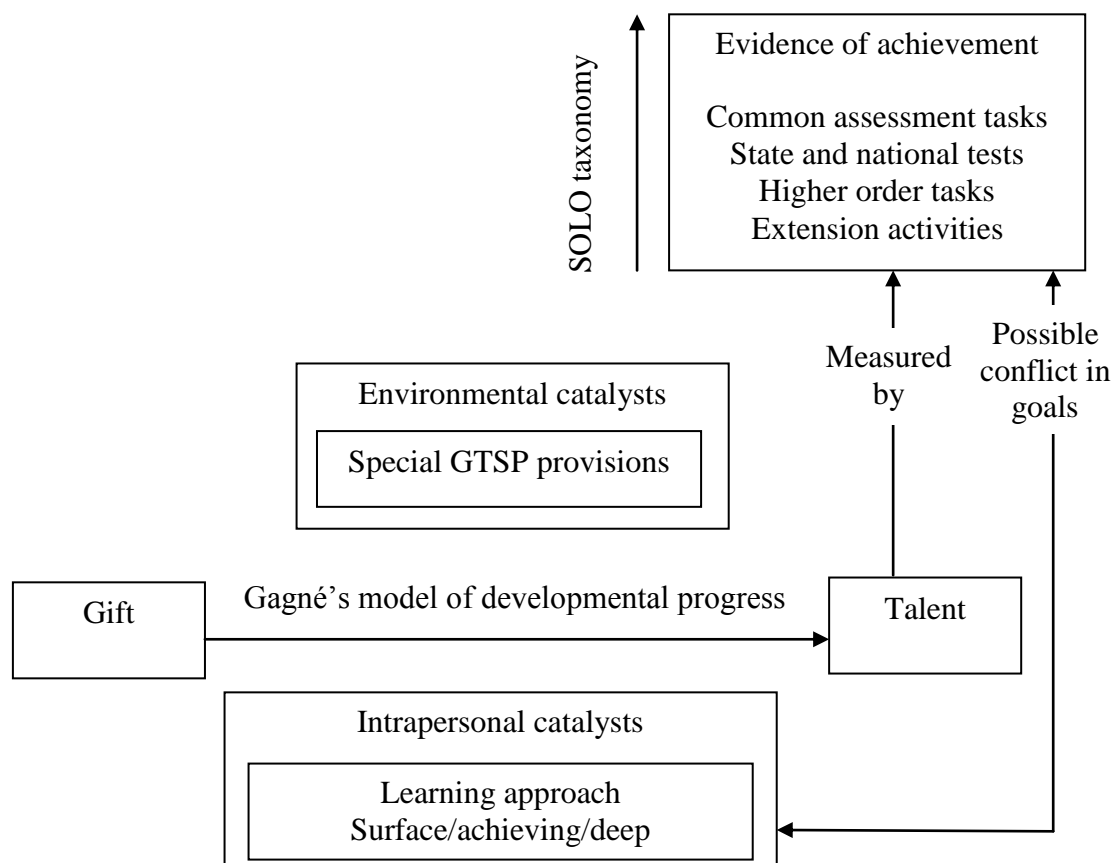 SOLO taxonomy
Evidence of achievement
Common assessment tasks
State and national tests
Higher order tasks
Extension activities
Measured
by
Possible
conflict in
goals
Environmental catalysts
Special GTSP provisions
Gift
Gagné’s model of developmental progress
Talent
Intrapersonal catalysts
Learning approach
Surface/achieving/deep